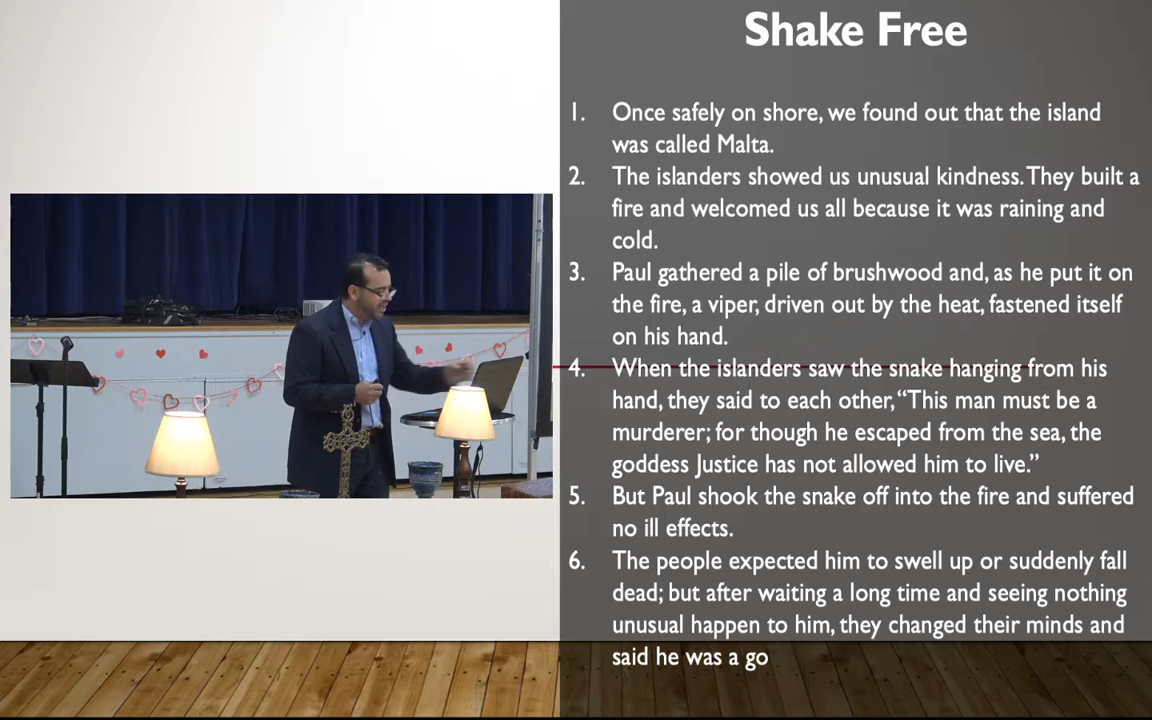 Shake Free
1. Once safely on shore, we found out that the island
was called Malta.
2. The islanders showed us unusual kindness. They built a
fire and welcomed us all because it was raining and
cold.
3. Paul gathered a pile of brushwood and, as he put it on
the fire, a viper, driven out by the heat, fastened itself
on his hand.
4. When the islanders saw the snake hanging from his
hand, they said to each other, “This man must be a
murderer; for though he escaped from the sea, the
goddess Justice has not allowed him to live.”
5. But Paul shook the snake off into the fire and suffered
no ill effects.
6. The people expected him to swell up or suddenly fall
dead; but after waiting a long time and seeing nothing
unusual happen to him, they changed their minds and
said he was a go